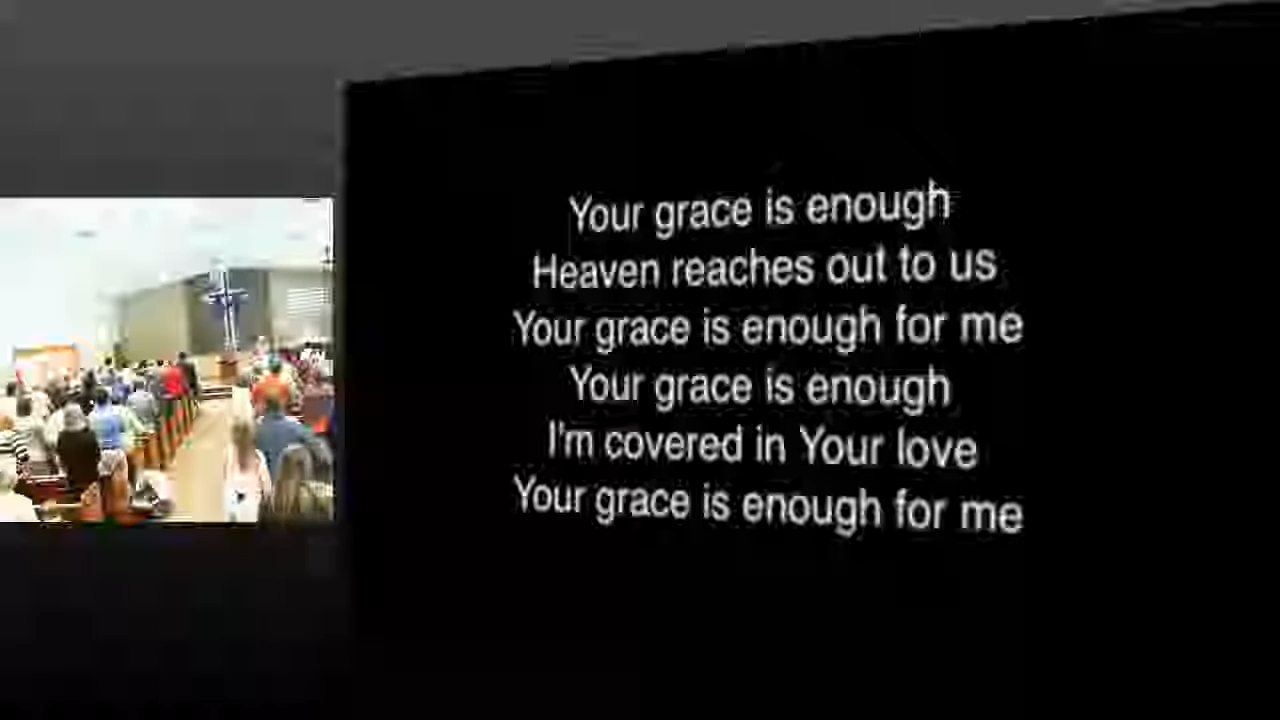 Your grace is enough
Heaven reaches out to us
Your grace is enough for me
Your grace is enough
I'm covered in Your love
Your grace is enough for me